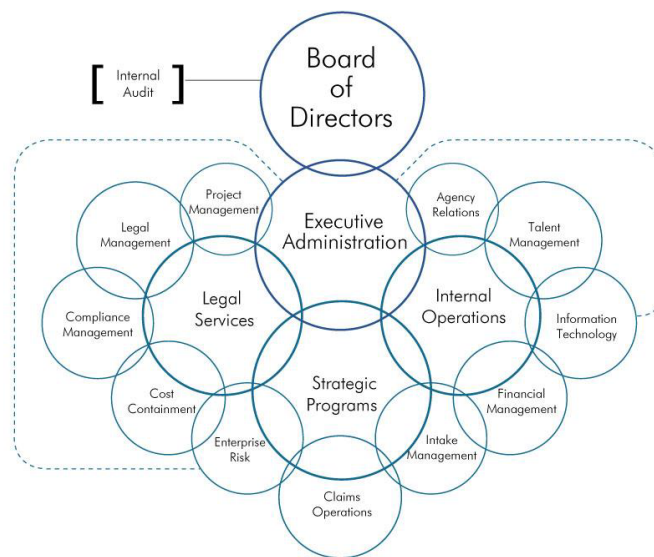 Board
of
Directors
Internal
Audit
Project
Management
Executive
Administration
Agency
Relations
Legal
Management
Talent
Management
Legal
Services
Internal
Operations
Compliance
Management
Information
Technology
Strategic
Programs
Cost
Containment
Financial
Management
Enterprise
Risk
Intake
Management
Claims
Operations